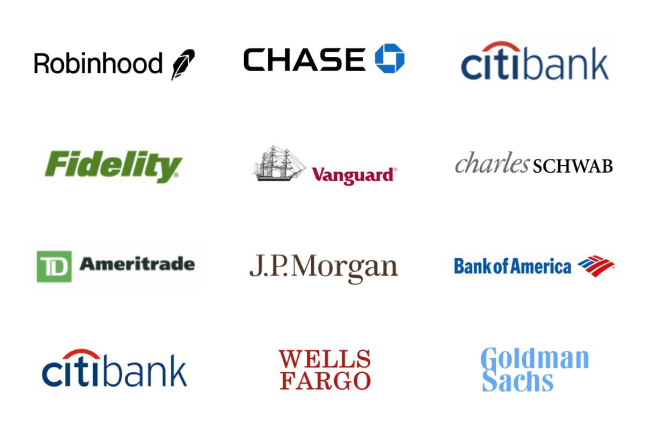 Robinhood
CHASE
citibank
Fidelity
Vanguard®
charles SCHWAB
TD Ameritrade
J.P.Morgan
Bank of America
citibank
WELLS
FARGO
Goldman
Sachs